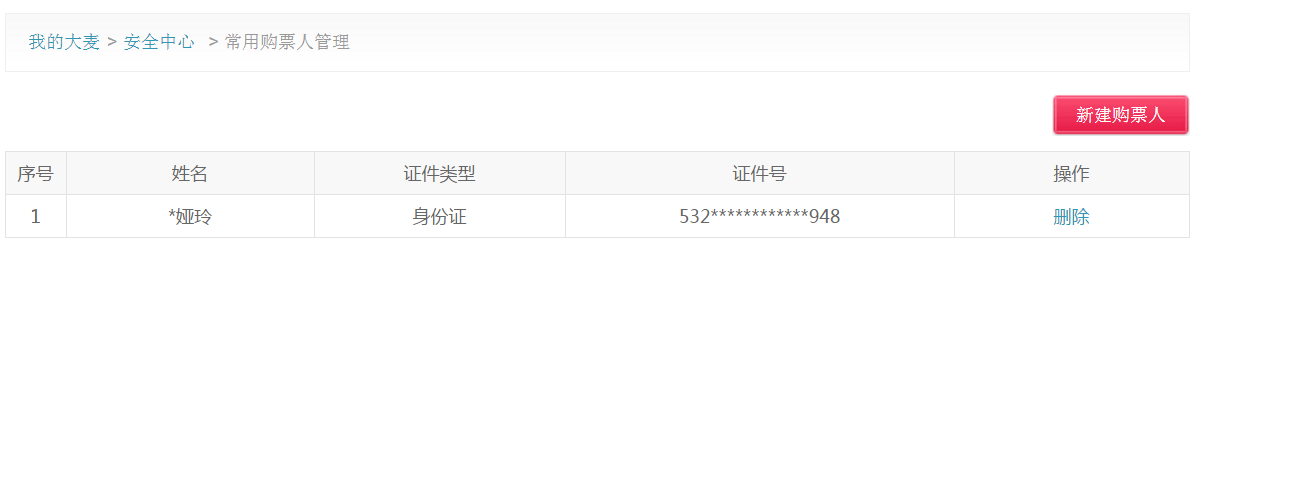 我的大麦 > 安全中心 > 常用购票人管理
新建购票人
序号 姓名 证件类型 证件号 操作
1 *娅玲 身份证 532************948 删除